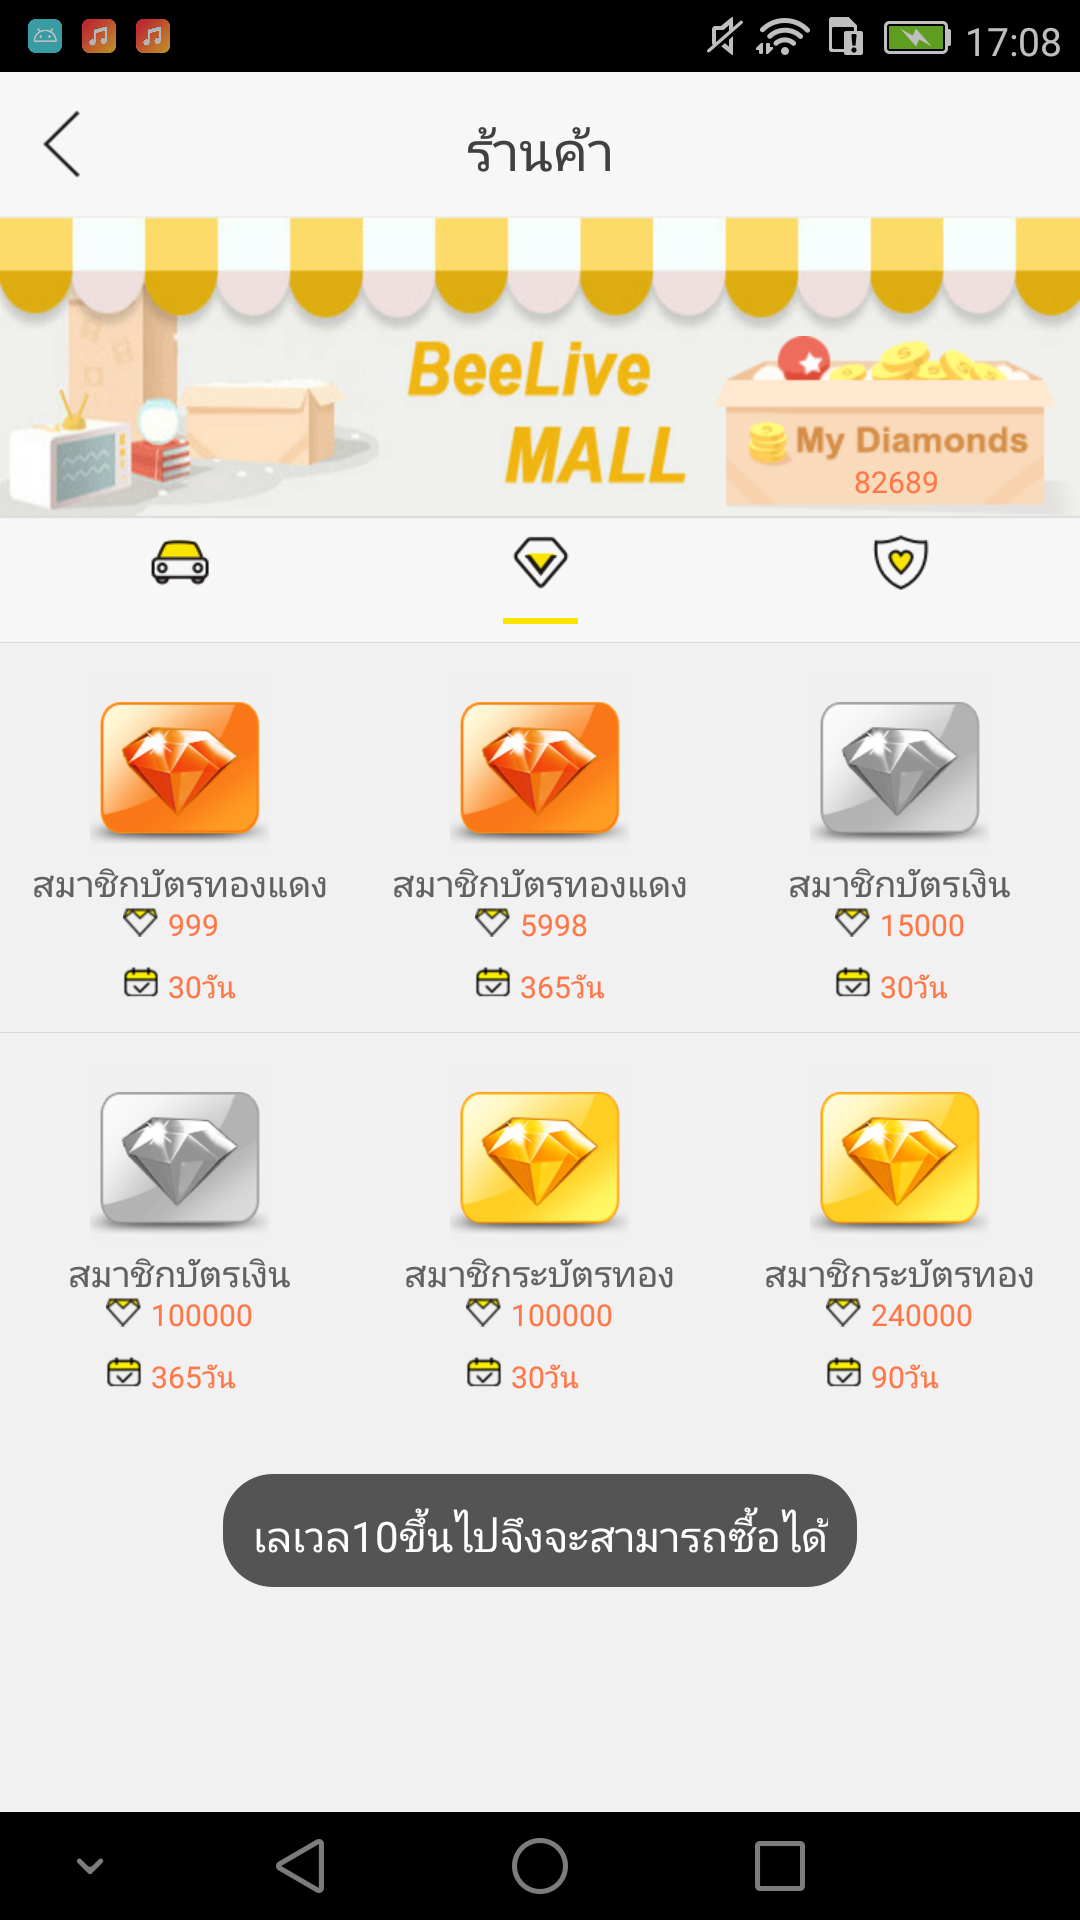 17:08
ร้านค้า
BeeLive
MALL
My Diamonds
82689
สมาชิกบัตรทองแดง
999
30วัน
สมาชิกบัตรทองแดง
5998
365วัน
สมาชิกบัตรเงิน
15000
30วัน
สมาชิกบัตรเงิน
100000
365วัน
สมาชิกระบัตรทอง
100000
30วัน
สมาชิกระบัตรทอง
240000
90วัน
เลเวล10ขึ้นไปจึงจะสามารถซื้อได้